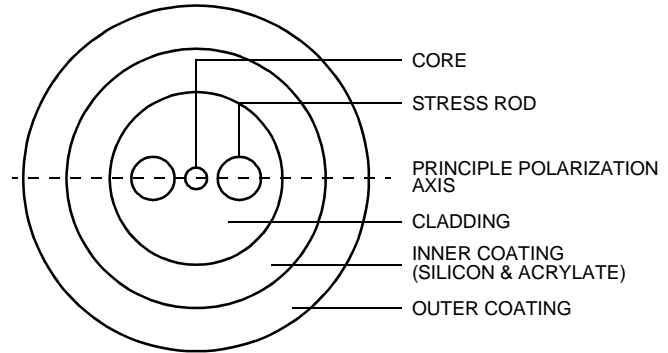 CORE
STRESS ROD
PRINCIPLE POLARIZATION
AXIS
CLADDING
INNER COATING
(SILICON & ACRYLATE)
OUTER COATING